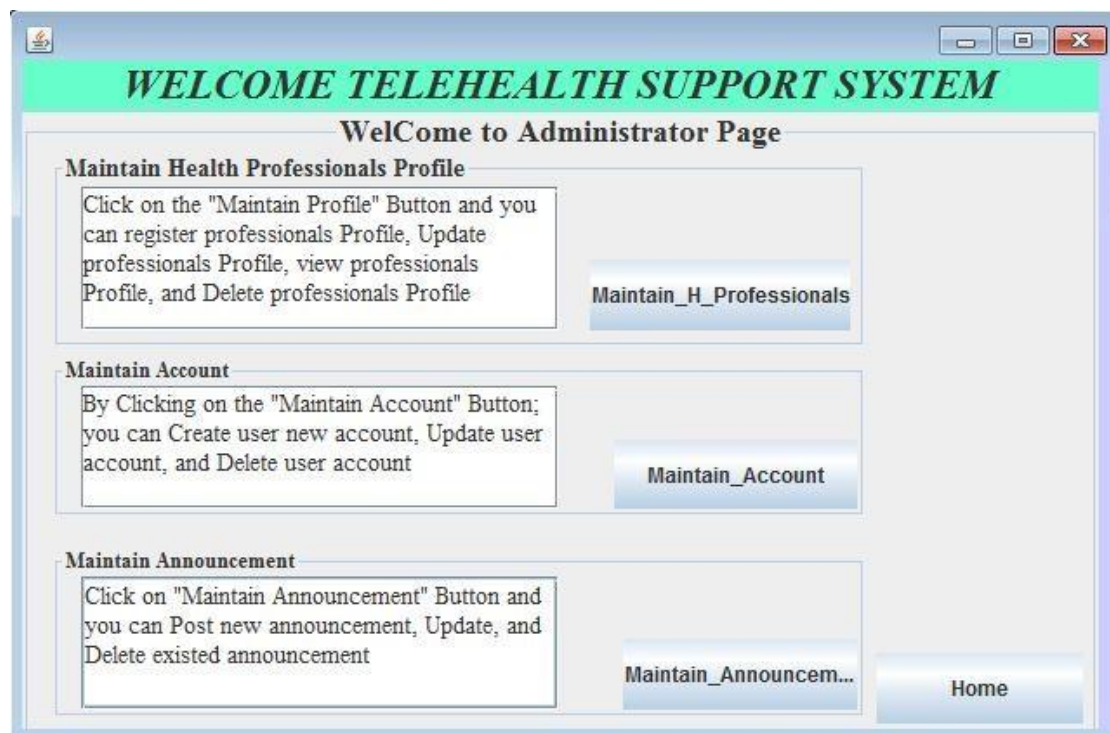 WELCOME TELEHEALTH SUPPORT SYSTEM
WelCome to Administrator Page
Maintain Health Professionals Profile
Click on the "Maintain Profile" Button and you
can register professionals Profile, Update
professionals Profile, view professionals
Profile, and Delete professionals Profile
Maintain_H_Professionals
Maintain Account
By Clicking on the "Maintain Account" Button;
you can Create user new account, Update user
account, and Delete user account
Maintain_Account
Maintain Announcement
Click on "Maintain Announcement" Button and
you can Post new announcement, Update, and
Delete existed announcement
Maintain_Announcem...
Home